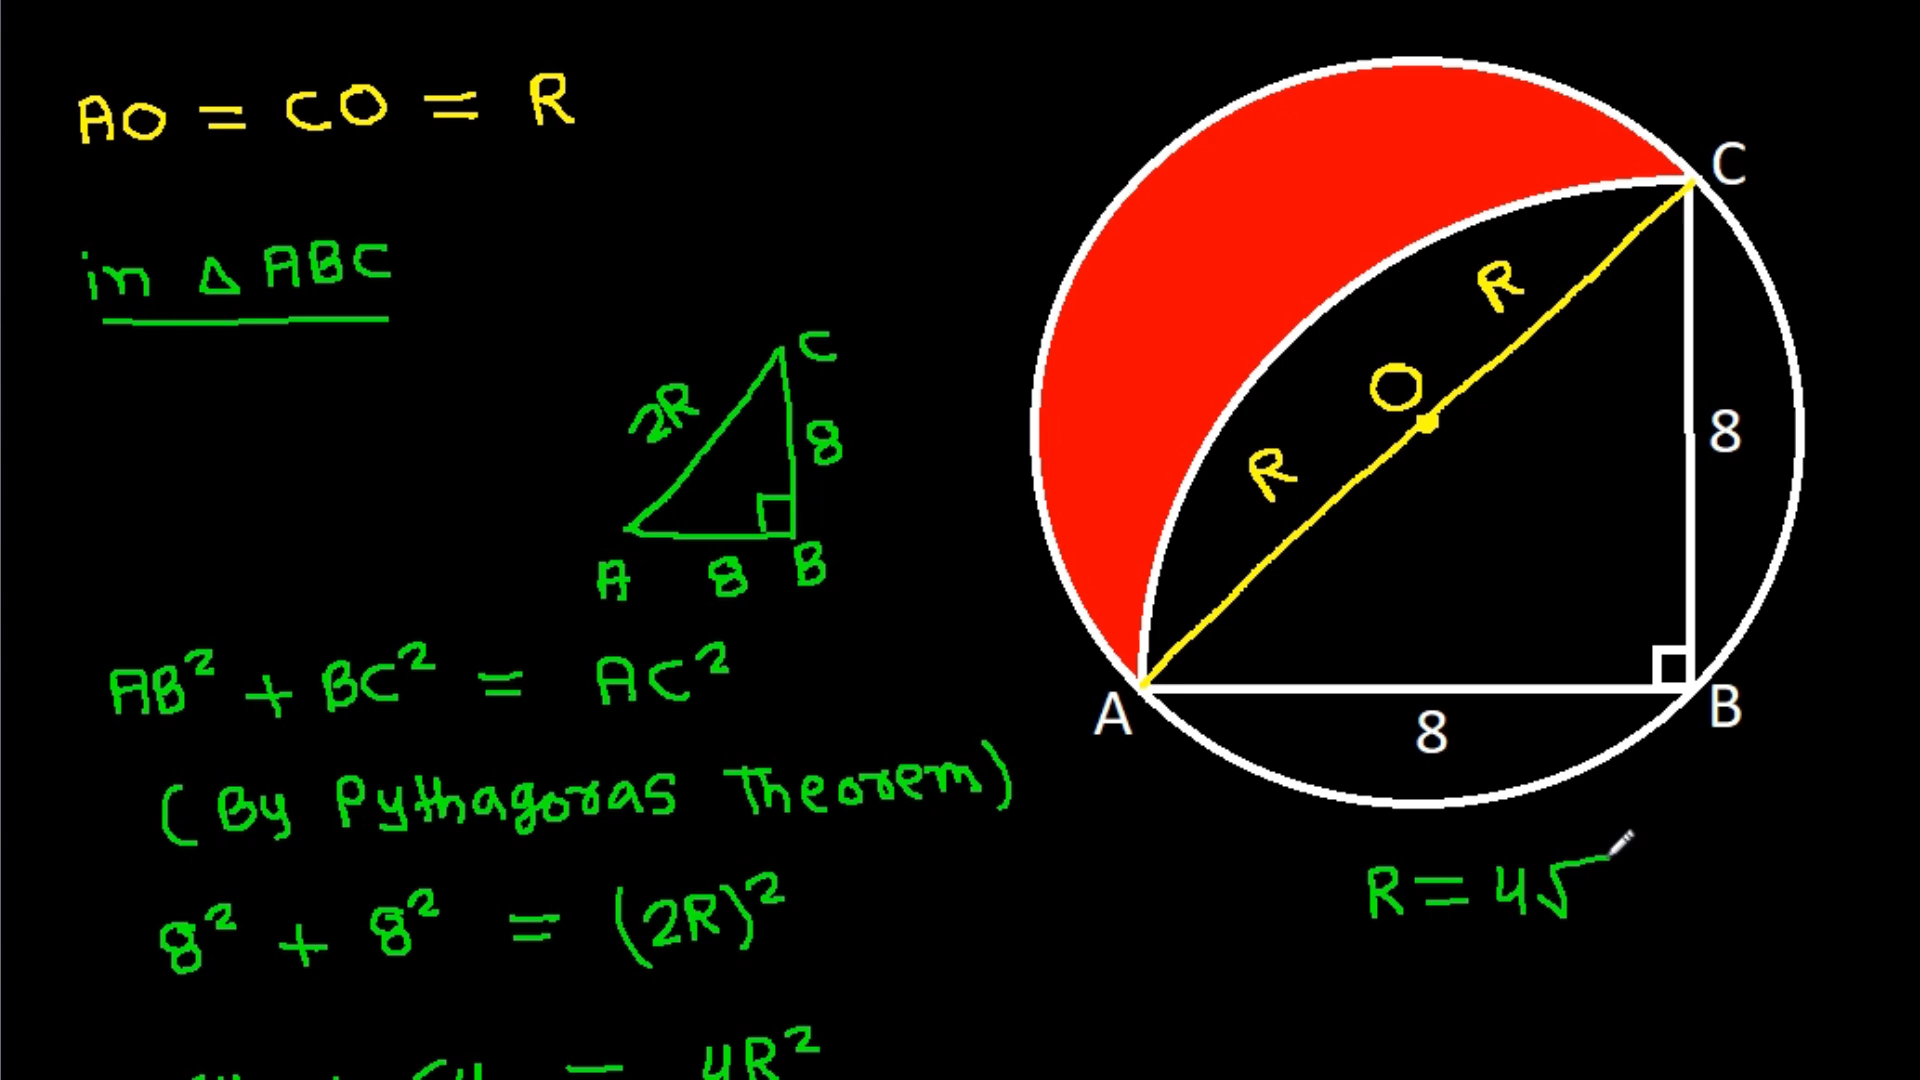 AO = CO = R
in △ ABC
C
2R
8
A 8 B
AB² + BC² = AC²
(By Pythagoras Theorem)
8² + 8² = (2R)²
= 4R²
C
R
O
R
8
A
B
8
R = 4√